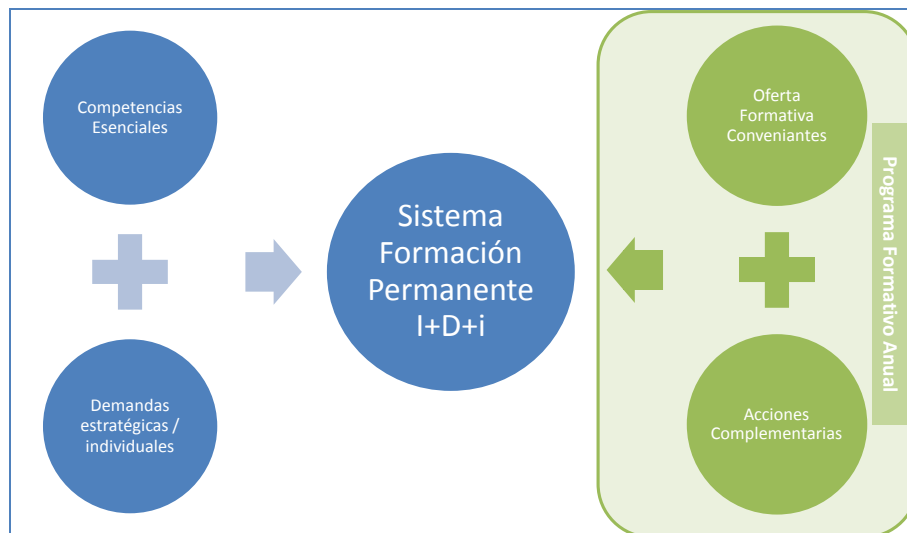 Competencias
Esenciales
Demandas
estratégicas /
individuales
Sistema
Formación
Permanente
I+D+i
Oferta
Formativa
Conveniantes
Acciones
Complementarias
Programa Formativo Anual